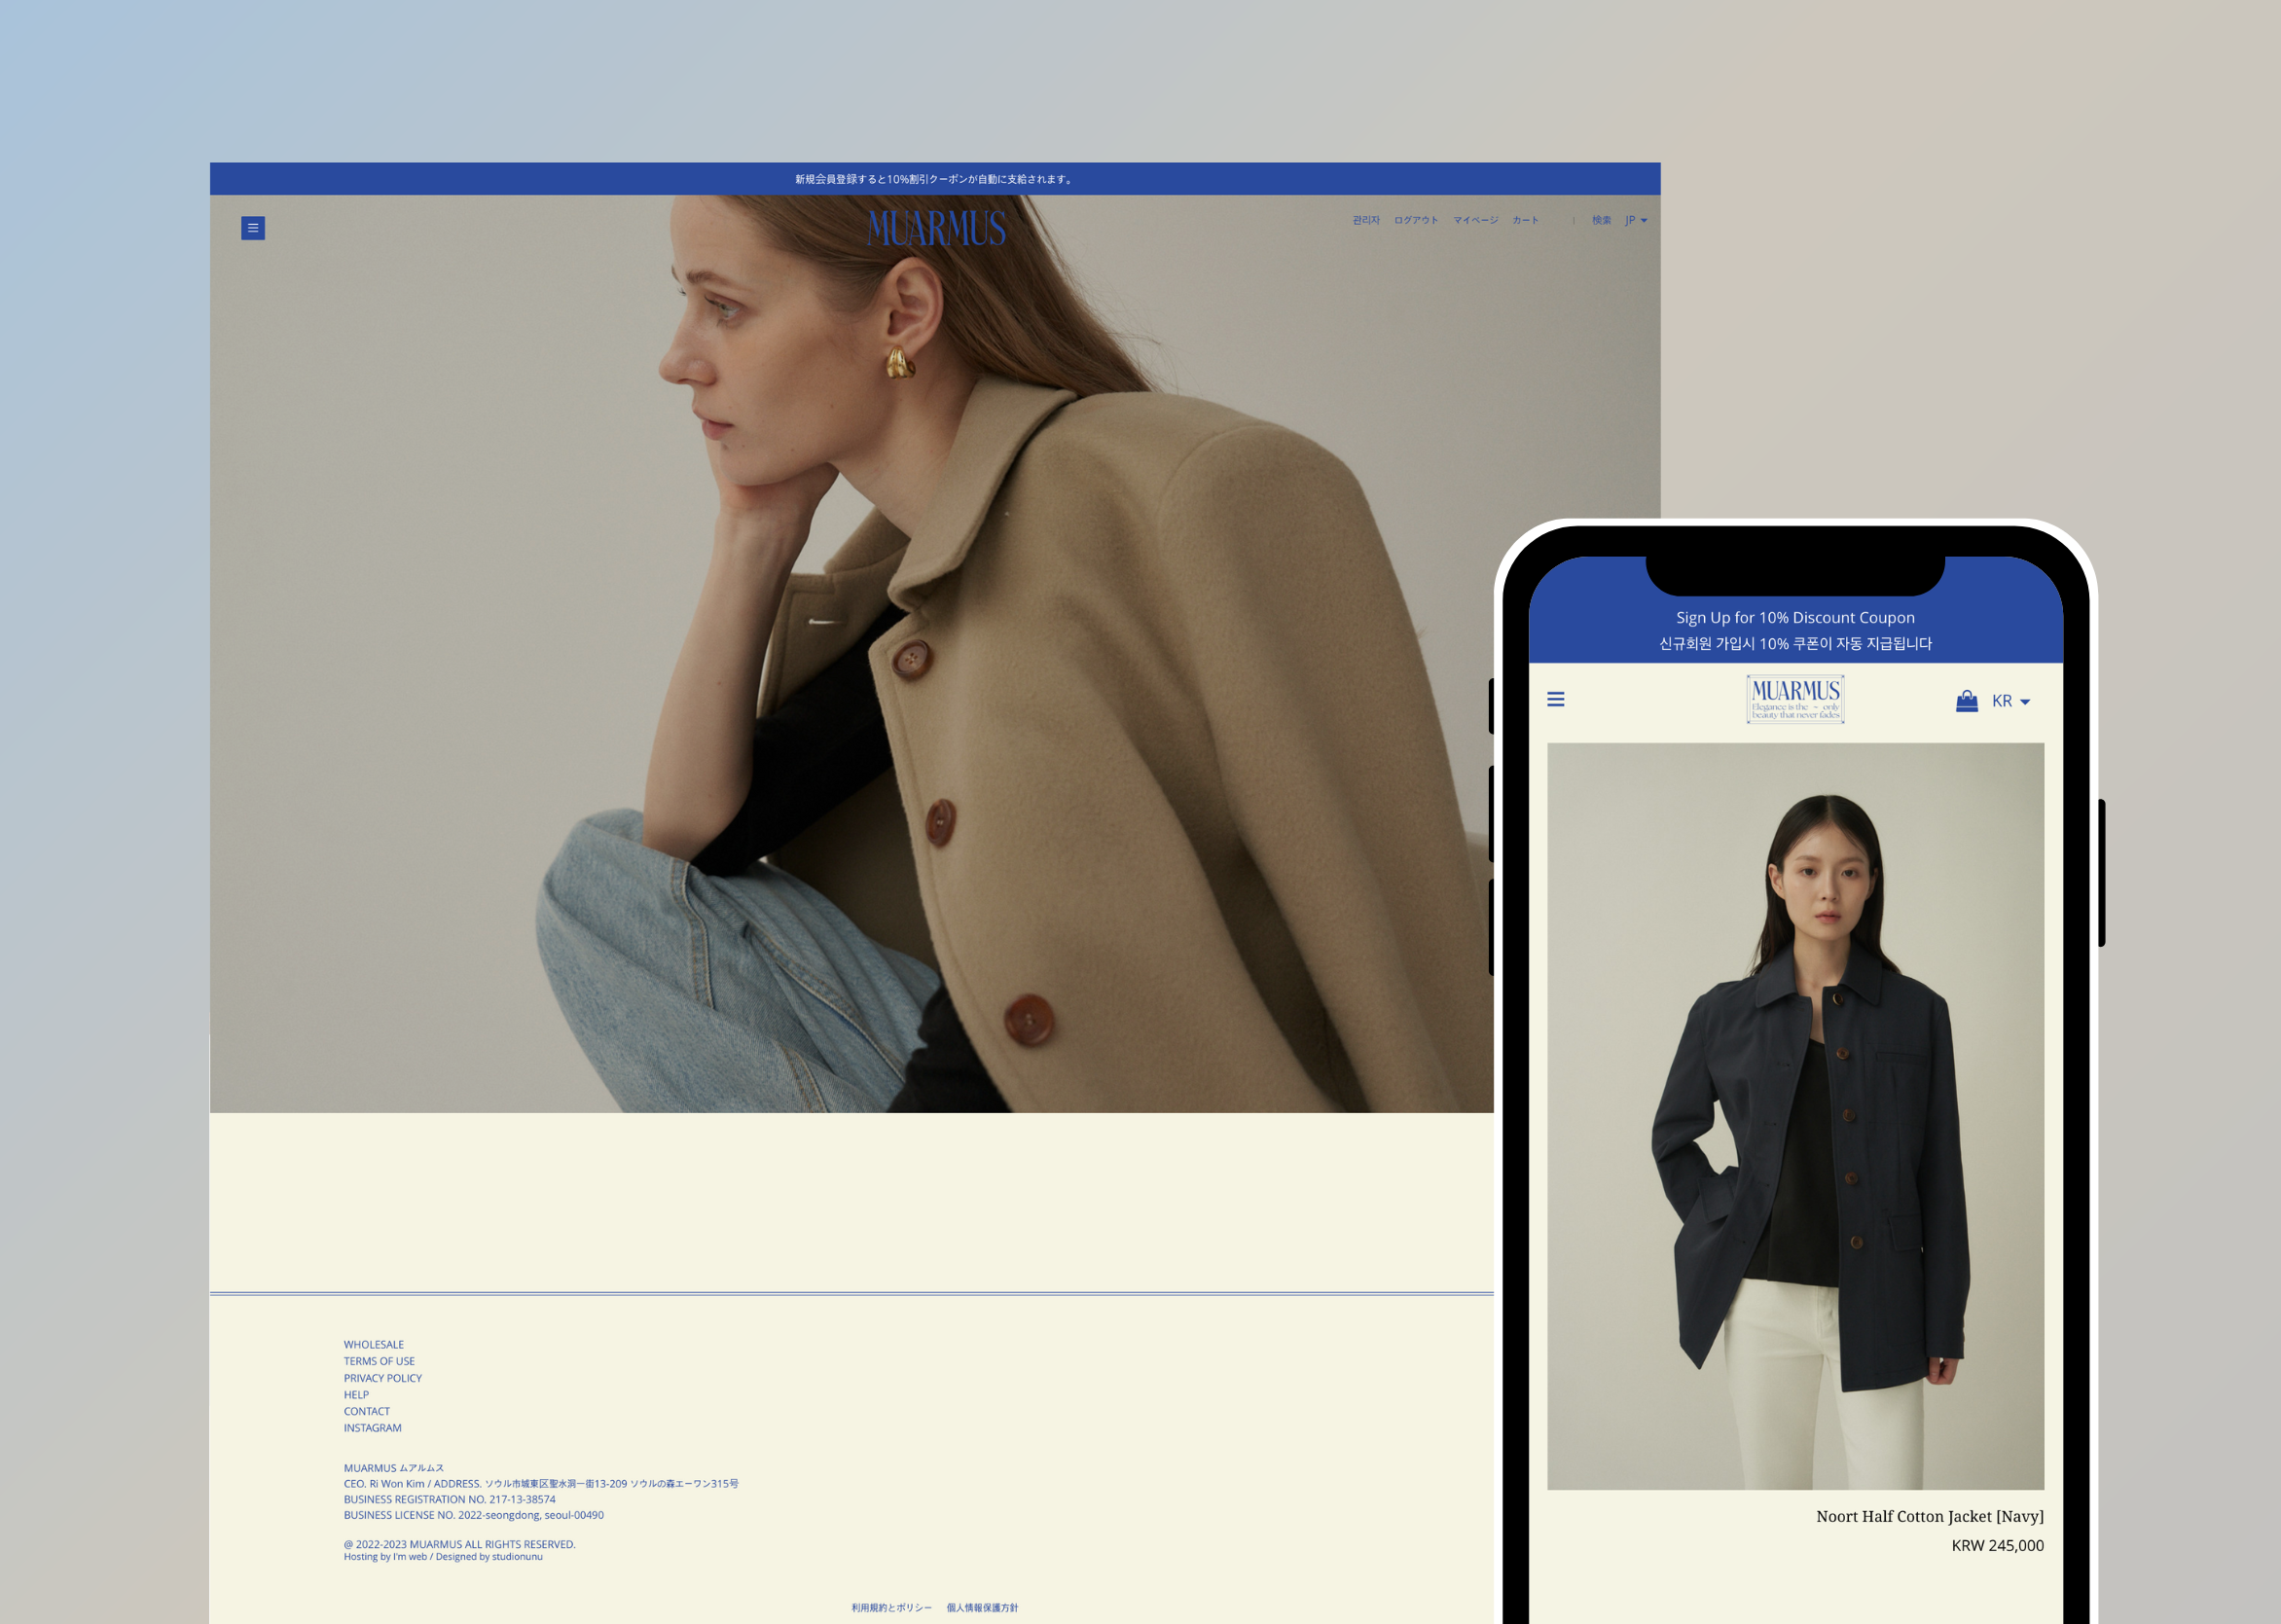 新規会員登録すると10%割引クーポンが自動に支給されます。
MUARMUS
관리자 ログアウト マイページ カート | 検索 JP
WHOLESALE
TERMS OF USE
PRIVACY POLICY
HELP
CONTACT
INSTAGRAM
MUARMUS ムアルムス
CEO. Ri Won Kim / ADDRESS. ソウル市城東区聖水洞一街13-209 ソウルの森エーワン315号
BUSINESS REGISTRATION NO. 217-13-38574
BUSINESS LICENSE NO. 2022-seongdong, seoul-00490
@ 2022-2023 MUARMUS ALL RIGHTS RESERVED.
Hosting by I'm web / Designed by studionunu
利用規約とポリシー 個人情報保護方針
Sign Up for 10% Discount Coupon
신규회원 가입시 10% 쿠폰이 자동 지급됩니다
MUARMUS
Elegance is the ~ only
beauty that never fades
KR
Noort Half Cotton Jacket [Navy]
KRW 245,000